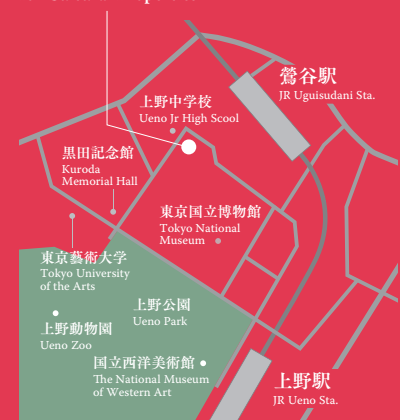 鶯谷駅
JR Uguisudani Sta.
上野中学校
Ueno Jr High Scool
黒田記念館
Kuroda
Memorial Hall
東京国立博物館
Tokyo National
Museum
東京藝術大学
Tokyo University
of the Arts
上野公園
Ueno Park
上野動物園
Ueno Zoo
国立西洋美術館
The National Museum
of Western Art
上野駅
JR Ueno Sta.